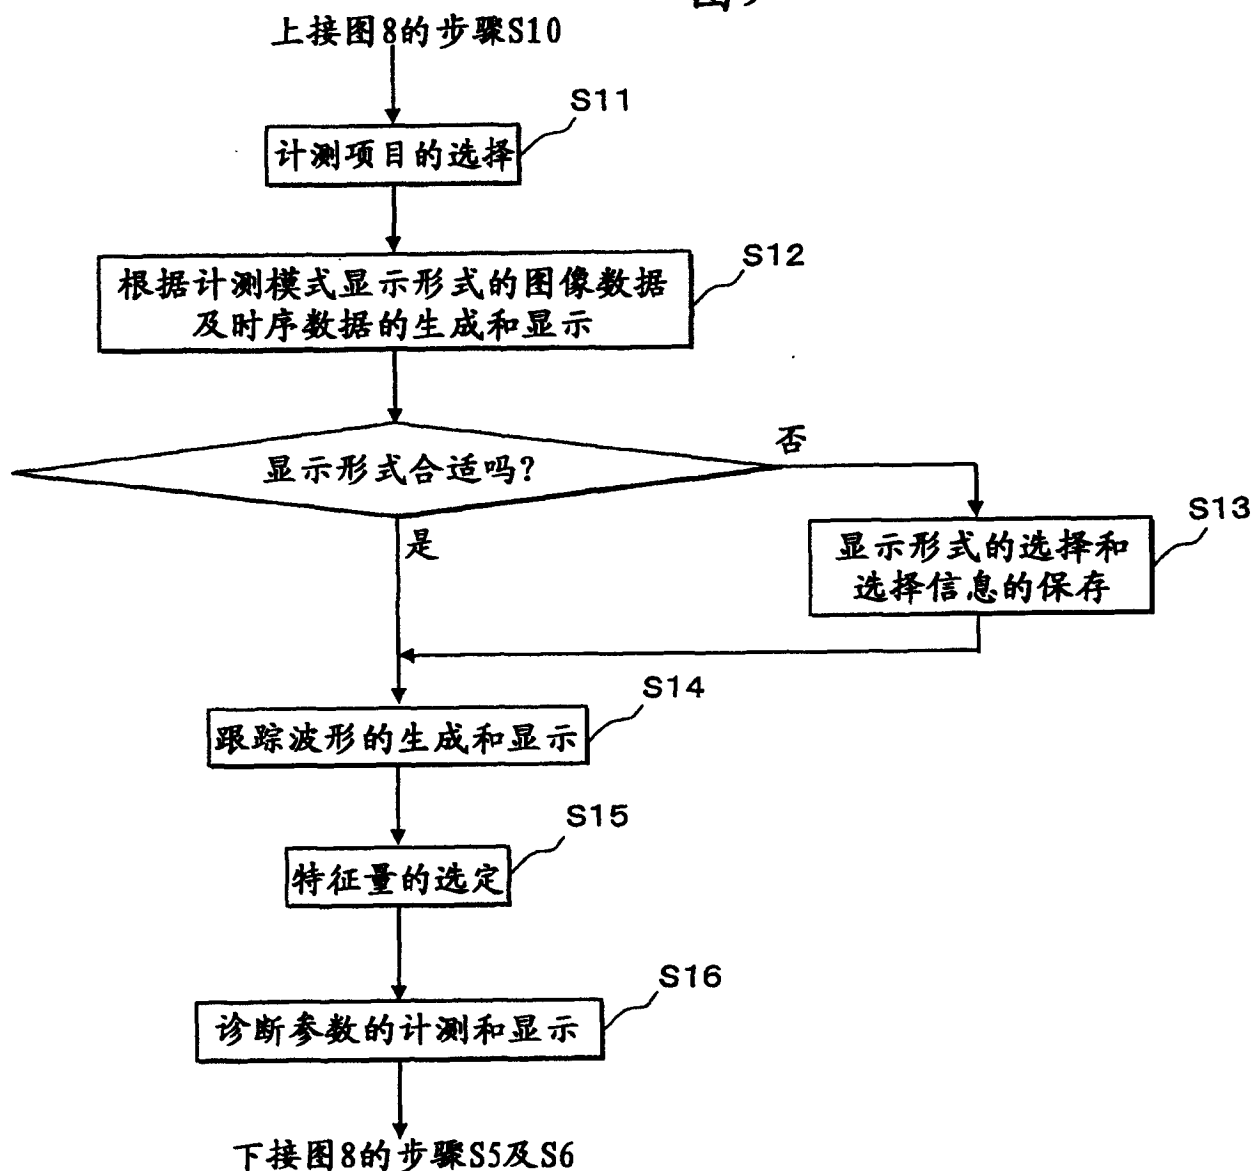 上接图8的步骤S10
S11
计测项目的选择
S12
根据计测模式显示形式的图像数据
及时序数据的生成和显示
显示形式合适吗?
否
是
S13
显示形式的选择和
选择信息的保存
S14
跟踪波形的生成和显示
S15
特征量的选定
S16
诊断参数的计测和显示
下接图8的步骤S5及S6